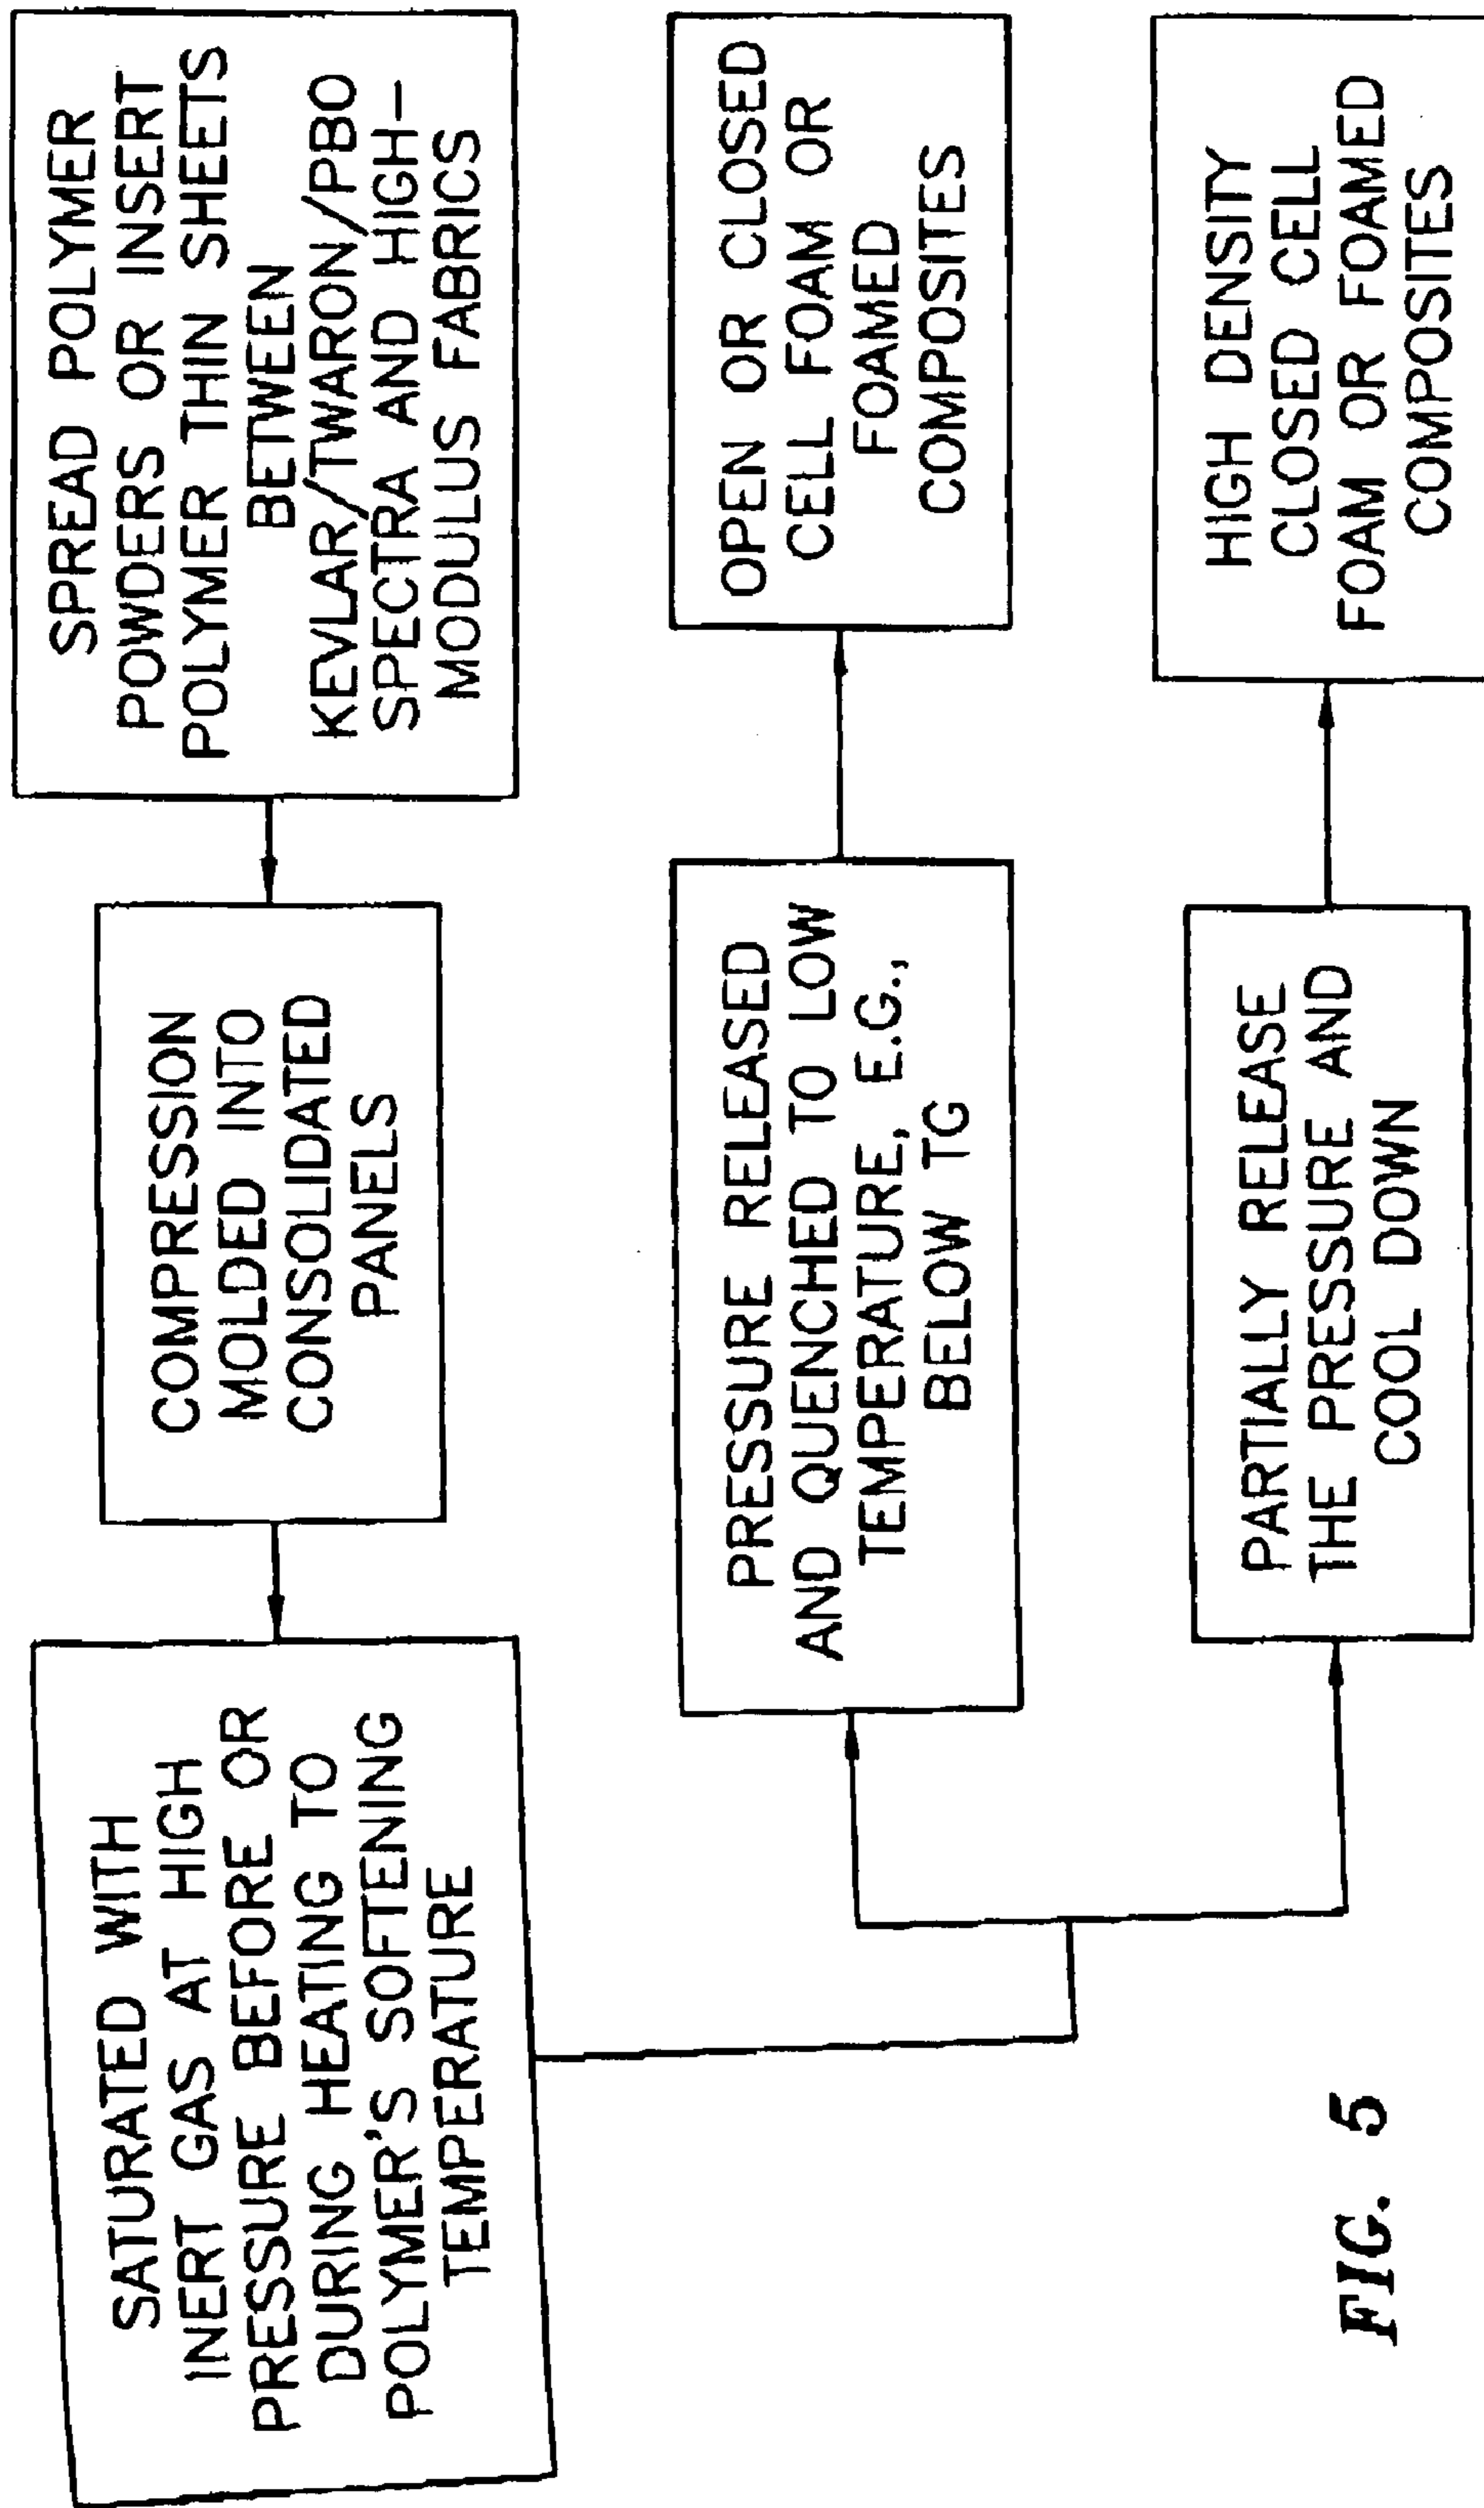 SPREAD POLYMER
POWDERS OR INSERT
POLYMER THIN SHEETS
BETWEEN
KEVLAR/TWARON/PBO
SPECTRA AND HIGH-
MODULUS FABRICS
COMPRESSION
MOLDED INTO
CONSOLIDATED
PANELS
SATURATED WITH
INERT GAS AT HIGH
PRESSURE BEFORE OR
DURING HEATING TO
POLYMER'S SOFTENING
TEMPERATURE
PRESSURE RELEASED
AND QUENCHED TO LOW
TEMPERATURE, E.G.,
BELOW TG
OPEN OR CLOSED
CELL FOAM OR
FOAMED
COMPOSITES
PARTIALLY RELEASE
THE PRESSURE AND
COOL DOWN
HIGH DENSITY
CLOSED CELL
FOAM OR FOAMED
COMPOSITES
FIG. 5